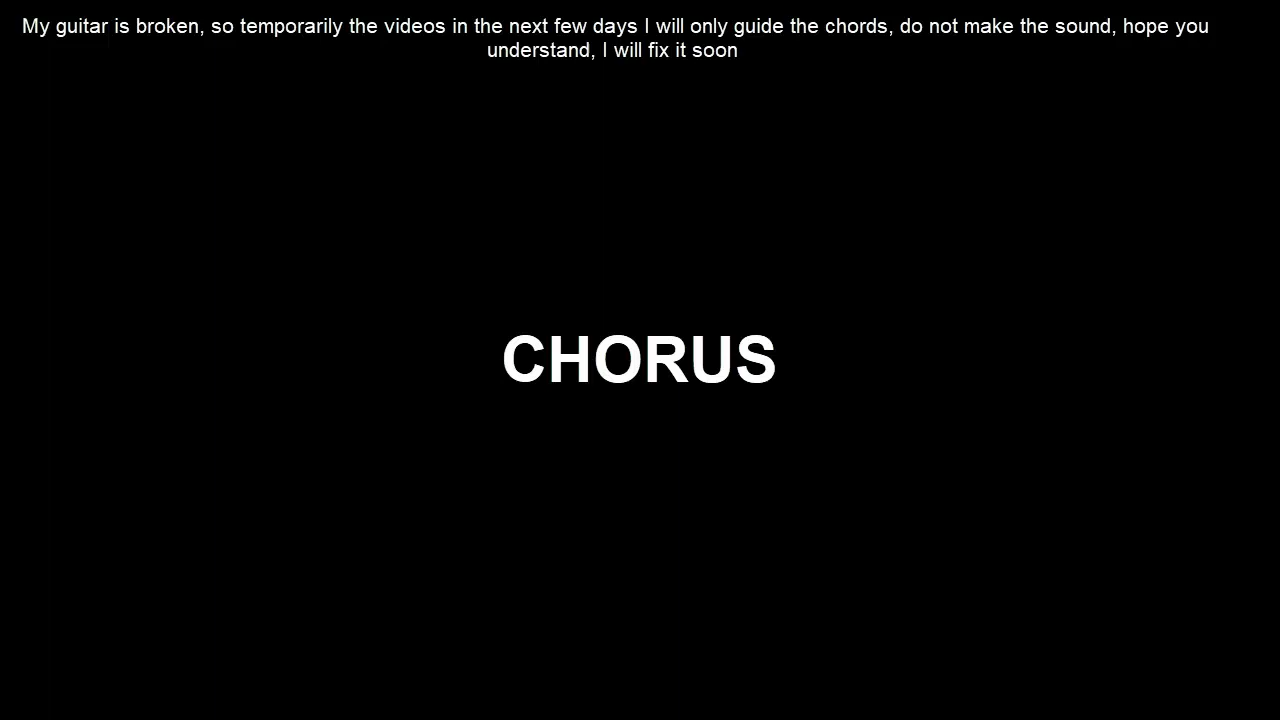 My guitar is broken, so temporarily the videos in the next few days I will only guide the chords, do not make the sound, hope you
understand, I will fix it soon
CHORUS